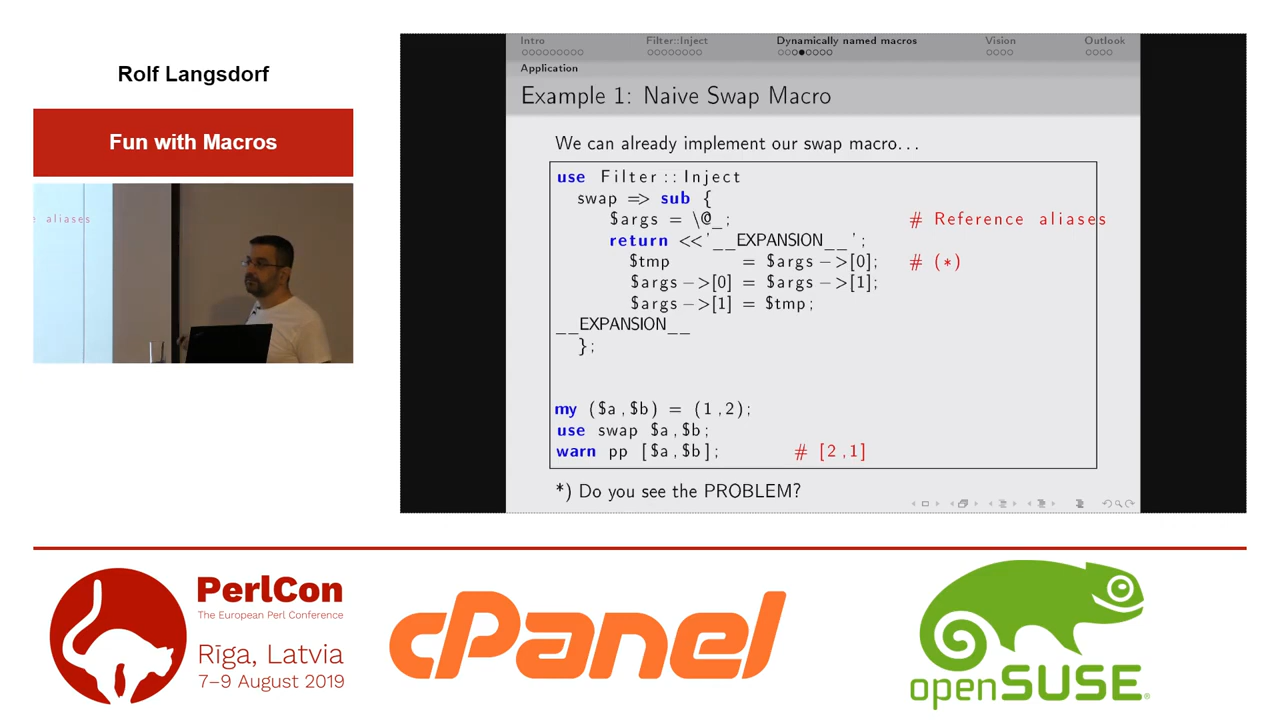 Rolf Langsdorf
Fun with Macros
e aliases
Intro Filter::Inject Dynamically named macros Vision Outlook
Application
Example 1: Naive Swap Macro
We can already implement our swap macro...
use Filter::Inject
swap => sub {
$args = \@_; # Reference aliases
return <<'__EXPANSION__';
$tmp = $args->[0]; # (*)
$args->[0] = $args->[1];
$args->[1] = $tmp;
__EXPANSION__
};
my ($a,$b) = (1,2);
use swap $a,$b;
warn pp [$a,$b]; # [2,1]
*) Do you see the PROBLEM?
PerlCon
The European Perl Conference
Rīga, Latvia
7–9 August 2019
cPanel
openSUSE